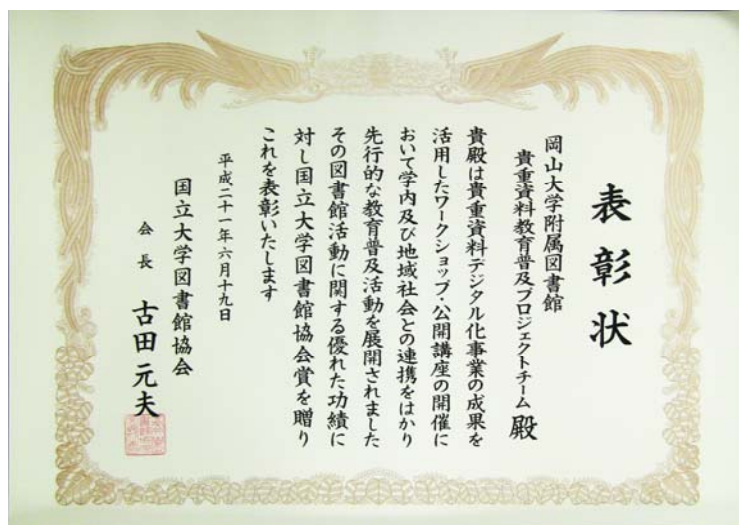 表彰状
岡山大学附属図書館
貴重資料教育普及プロジェクトチーム 殿
貴殿は貴重資料デジタル化事業の成果を
活用したワークショップ・公開講座の開催に
おいて学内及び地域社会との連携をはかり
先行的な教育普及活動を展開されました
その図書館活動に関する優れた功績に
対し国立大学図書館協会賞を贈り
これを表彰いたします
平成二十一年六月十九日
国立大学図書館協会
会長 古田元夫